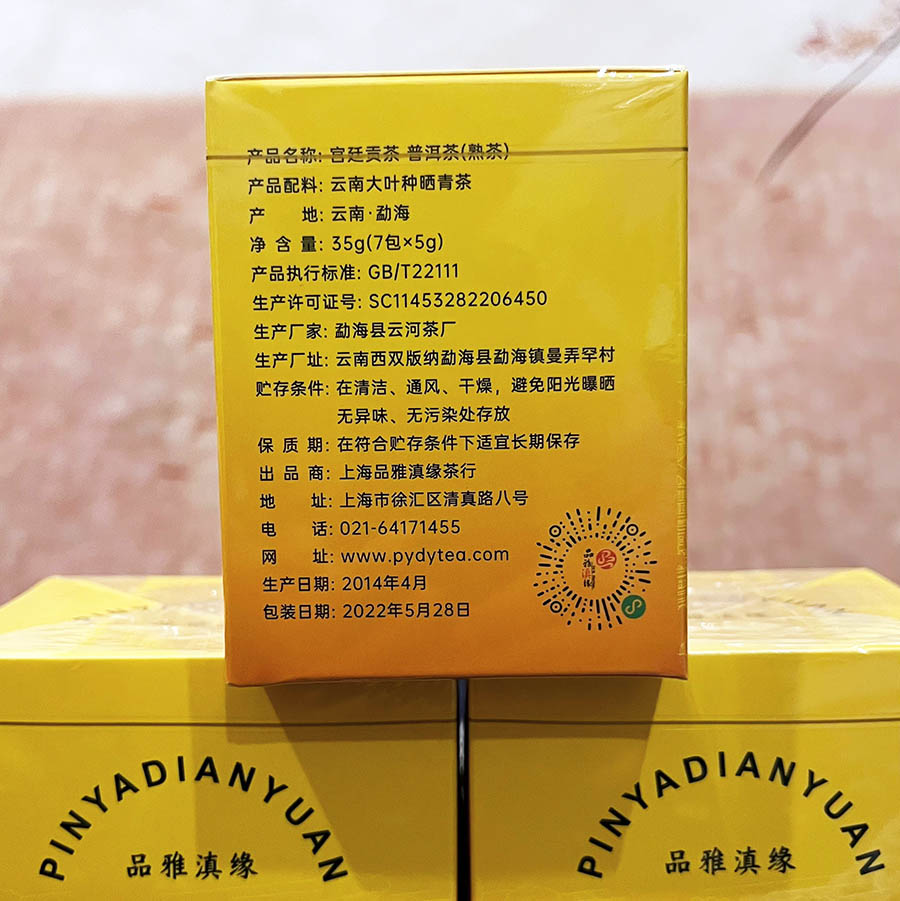 产品名称: 宫廷贡茶 普洱茶(熟茶)
产品配料: 云南大叶种晒青茶
产 地: 云南·勐海
净 含 量: 35g(7包×5g)
产品执行标准: GB/T22111
生产许可证号: SC11453282206450
生产厂家: 勐海县云河茶厂
生产厂址: 云南西双版纳勐海县勐海镇曼弄罕村
贮存条件: 在清洁、通风、干燥，避免阳光曝晒
无异味、无污染处存放
保 质 期: 在符合贮存条件下适宜长期保存
出 品 商: 上海品雅滇缘茶行
地 址: 上海市徐汇区清真路八号
电 话: 021-64171455
网 址: www.pydytea.com
生产日期: 2014年4月
包装日期: 2022年5月28日
品雅滇缘
PINYADIANYUAN
品雅滇缘
PINYADIANYUAN
品雅滇缘